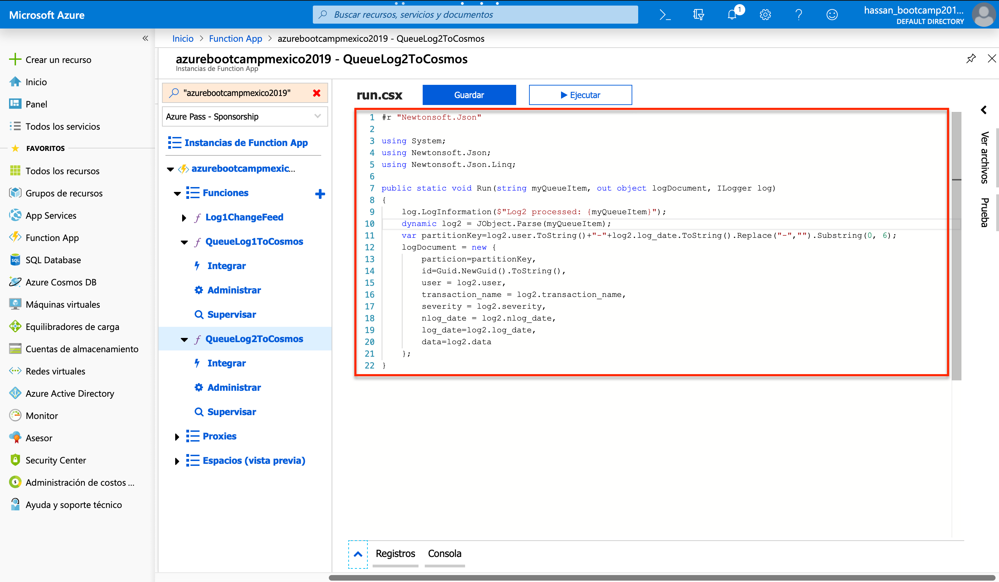 Microsoft Azure
Buscar recursos, servicios y documentos
1
hassan_bootcamp201...
DEFAULT DIRECTORY
Inicio > Function App > azurebootcampmexico2019 - QueueLog2ToCosmos
azurebootcampmexico2019 - QueueLog2ToCosmos
Instancias de Function App
Crear un recurso
Inicio
Panel
Todos los servicios
FAVORITOS
Todos los recursos
Grupos de recursos
App Services
Function App
SQL Database
Azure Cosmos DB
Máquinas virtuales
Equilibradores de carga
Cuentas de almacenamiento
Redes virtuales
Azure Active Directory
Monitor
Asesor
Security Center
Administración de costos ...
Ayuda y soporte técnico
"azurebootcampmexico2019"
Azure Pass - Sponsorship
Instancias de Function App
azurebootcampmexic...
Funciones
Log1ChangeFeed
QueueLog1ToCosmos
Integrar
Administrar
Supervisar
QueueLog2ToCosmos
Integrar
Administrar
Supervisar
Proxies
Espacios (vista previa)
run.csx
Guardar
Ejecutar
1 #r "Newtonsoft.Json"
2
3 using System;
4 using Newtonsoft.Json;
5 using Newtonsoft.Json.Linq;
6
7 public static void Run(string myQueueItem, out object logDocument, ILogger log)
8 {
9     log.LogInformation($"Log2 processed: {myQueueItem}");
10     dynamic log2 = JObject.Parse(myQueueItem);
11     var partitionKey=log2.user.ToString()+"-"+log2.log_date.ToString().Replace("-","").Substring(0, 6);
12     logDocument = new {
13         particion=partitionKey,
14         id=Guid.NewGuid().ToString(),
15         user = log2.user,
16         transaction_name = log2.transaction_name,
17         severity = log2.severity,
18         nlog_date = log2.nlog_date,
19         log_date=log2.log_date,
20         data=log2.data
21     };
22 }
Ver archivos
Prueba
Registros
Consola